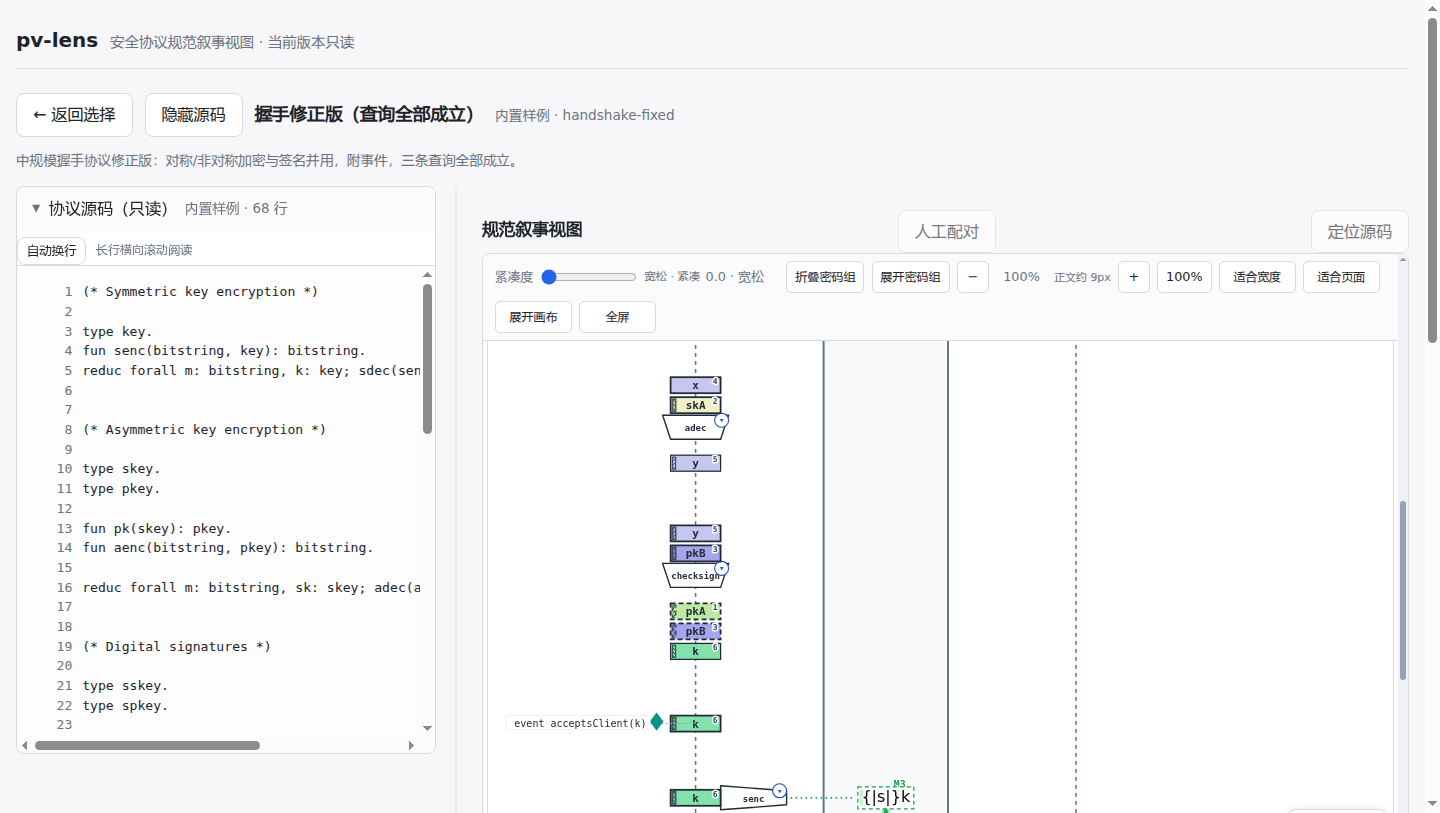 pv-lens 安全协议规范叙事视图 · 当前版本只读
← 返回选择 隐藏源码 握手修正版（查询全部成立） 内置样例 · handshake-fixed
中规模握手协议修正版：对称/非对称加密与签名并用，附事件，三条查询全部成立。
▼ 协议源码（只读） 内置样例 · 68 行
自动换行 长行横向滚动阅读
1 (* Symmetric key encryption *)
2
3 type key.
4 fun senc(bitstring, key): bitstring.
5 reduc forall m: bitstring, k: key; sdec(sen
6
7
8 (* Asymmetric key encryption *)
9
10 type skey.
11 type pkey.
12
13 fun pk(skey): pkey.
14 fun aenc(bitstring, pkey): bitstring.
15
16 reduc forall m: bitstring, sk: skey; adec(a
17
18
19 (* Digital signatures *)
20
21 type sskey.
22 type spkey.
23
规范叙事视图 人工配对 定位源码
紧凑度 宽松 · 紧凑 0.0 · 宽松 折叠密码组 展开密码组 − 100% 正文约 9px + 100% 适合宽度 适合页面
展开画布 全屏
x 4
skA 2
adec
y 5
y 5
pkB 3
checksign
pkA 1
pkB 3
k 6
event acceptsClient(k) k 6
M3
k 6 senc {|s|}k